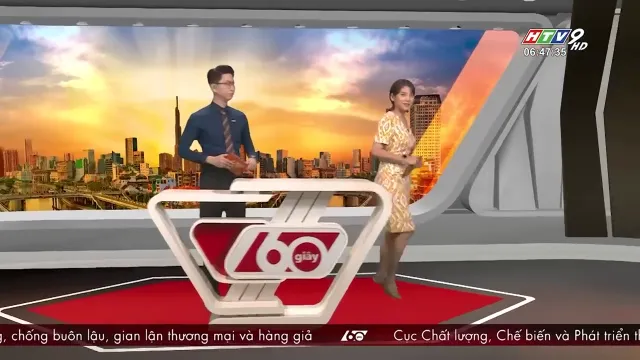 HTV9 HD
06:47:35
60 giây
g, chống buôn lậu, gian lận thương mại và hàng giả 60 Cục Chất lượng, Chế biến và Phát triển th